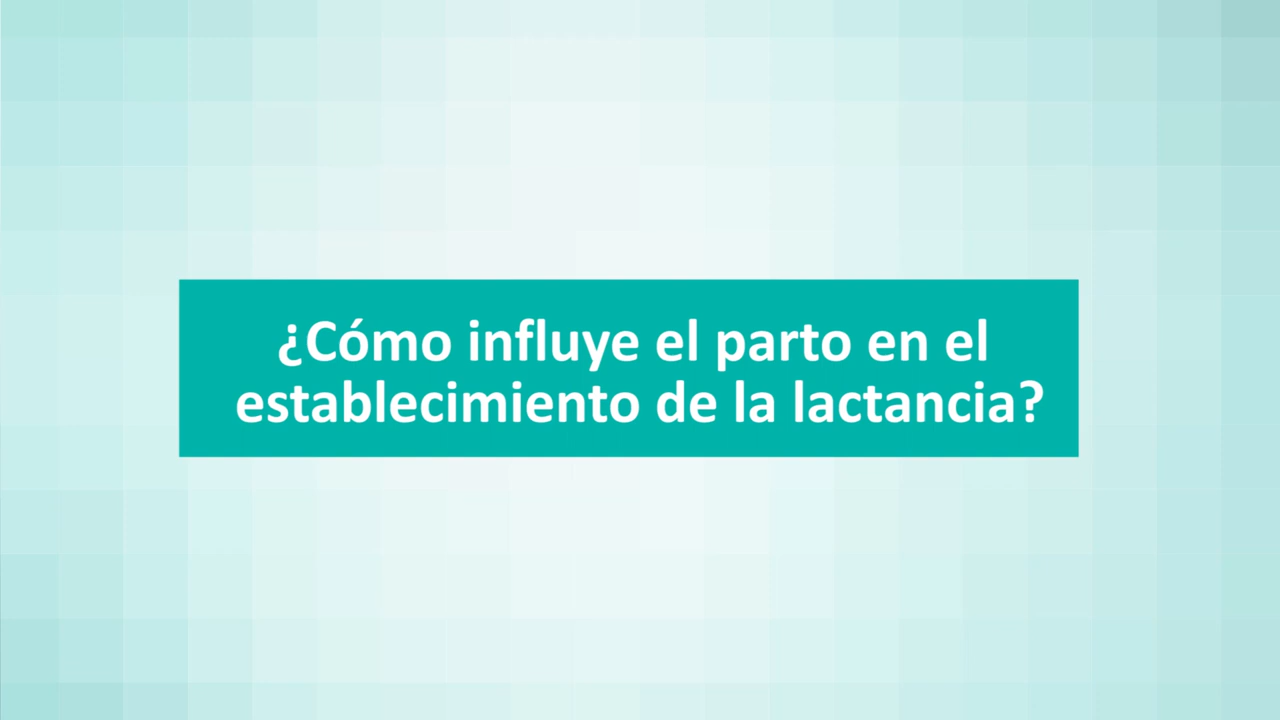 ¿Cómo influye el parto en el
establecimiento de la lactancia?